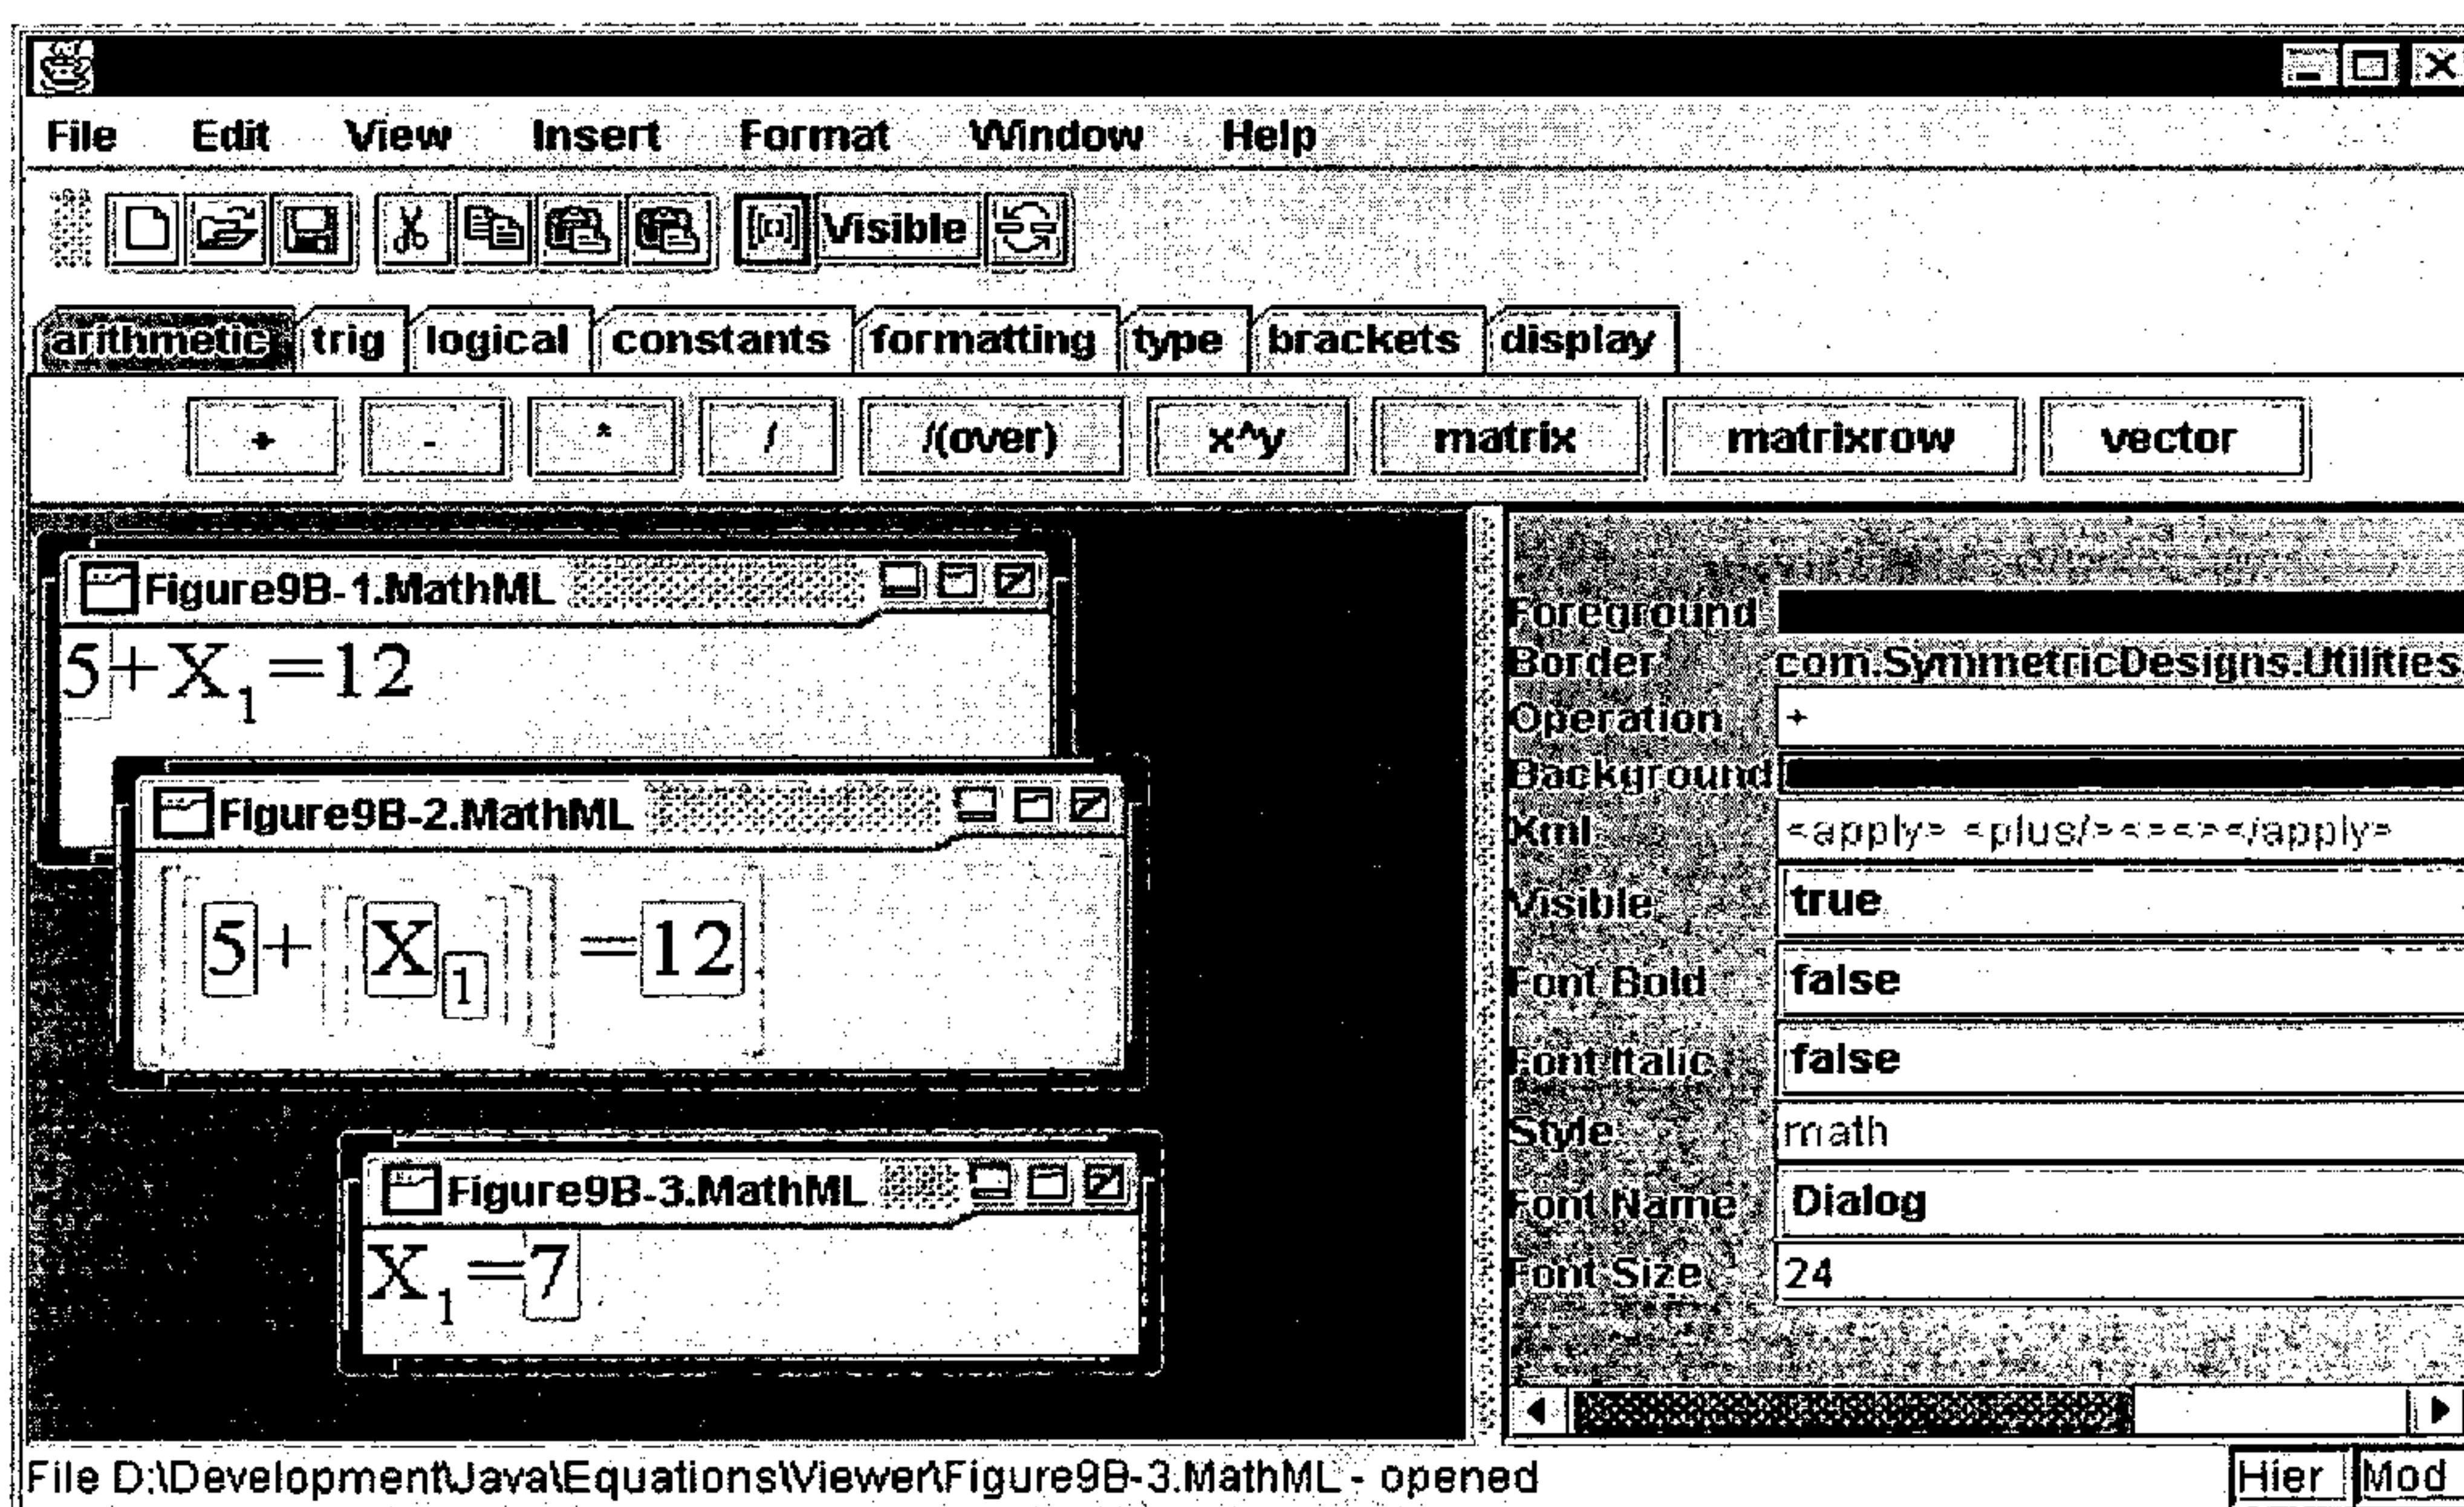 File Edit View Insert Format Window Help
Visible
arithmetic trig logical constants formatting type brackets display
+ - * / /(over) x^y matrix matrixrow vector
Figure9B-1.MathML
5+X₁=12
Figure9B-2.MathML
5+X₁=12
Figure9B-3.MathML
X₁=7
Foreground
Border com.SymmetricDesigns.Utilities
Operation +
Background
Xml <apply> <plus/><><></apply>
Visible true
Font Bold false
Font Italic false
Style math
Font Name Dialog
Font Size 24
File D:\Development\Java\Equations\Viewer\Figure9B-3.MathML - opened
Hier Mod